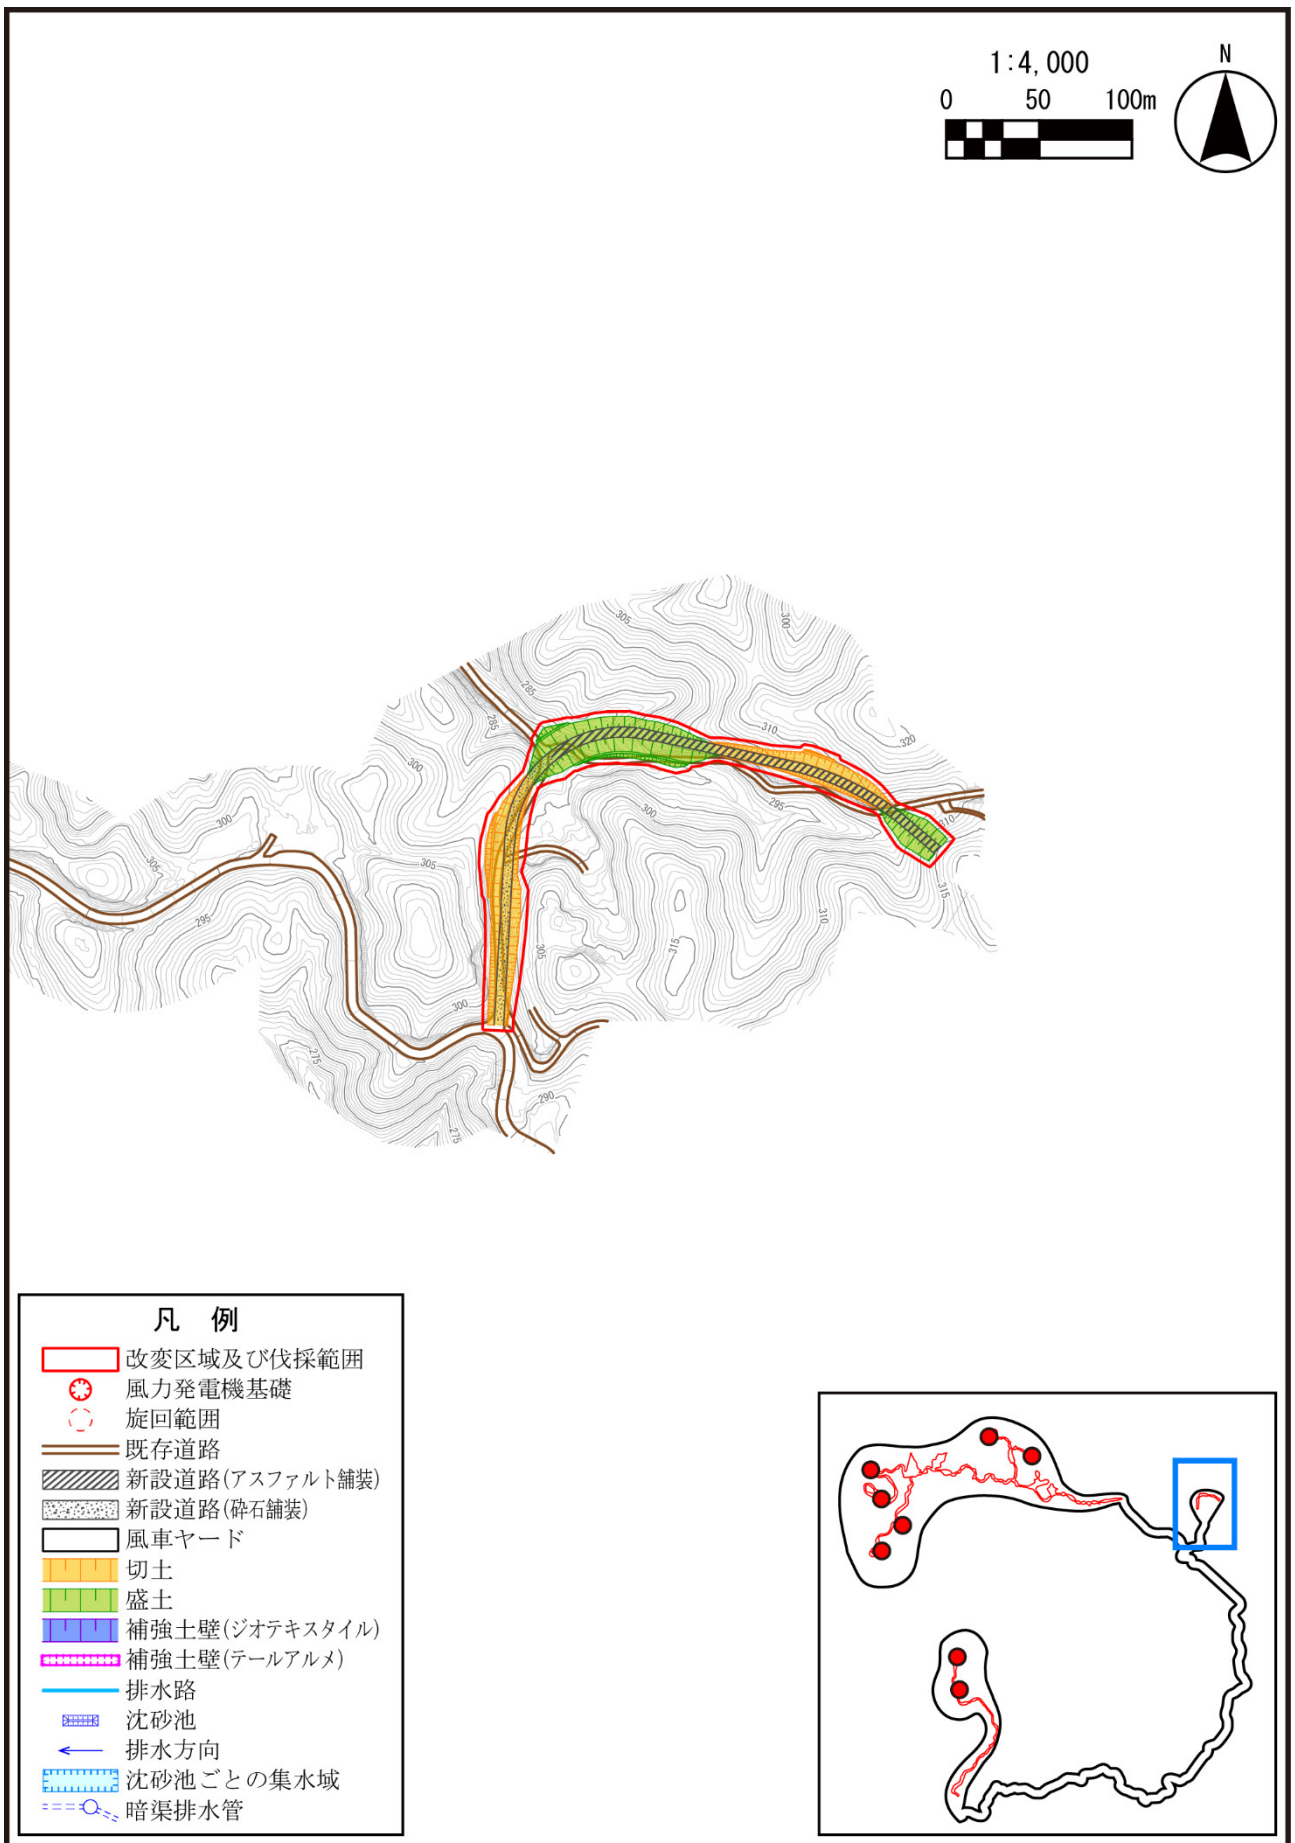 N
1:4,000
0 50 100m
305
300
285
285
310
320
300
300
295
310
305
305
300
295
310
315
305
315
300
275
290
275
凡 例
改変区域及び伐採範囲
風力発電機基礎
旋回範囲
既存道路
新設道路(アスファルト舗装)
新設道路(砕石舗装)
風車ヤード
切土
盛土
補強土壁(ジオテキスタイル)
補強土壁(テールアルメ)
排水路
沈砂池
排水方向
沈砂池ごとの集水域
暗渠排水管